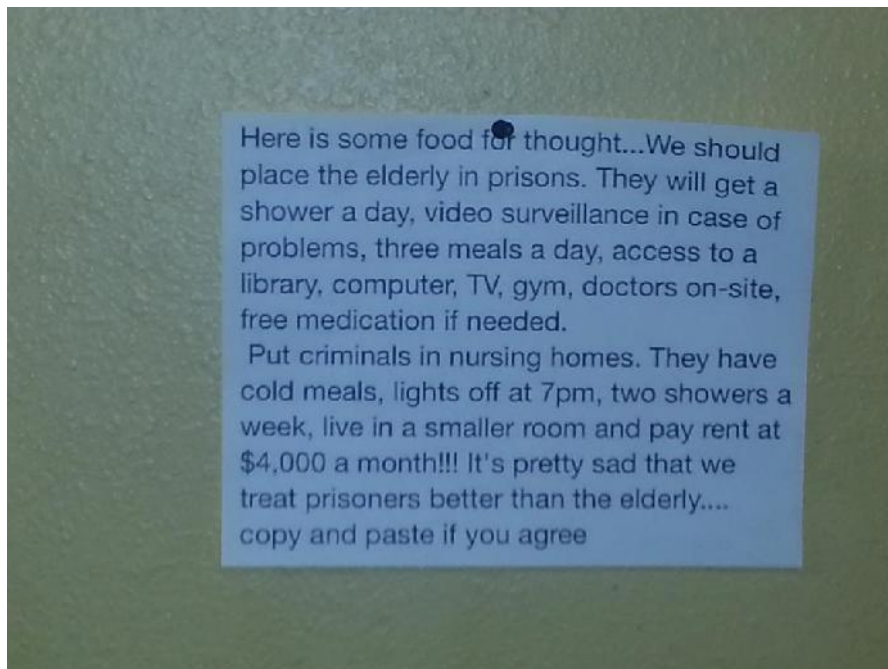 Here is some food for thought...We should
place the elderly in prisons. They will get a
shower a day, video surveillance in case of
problems, three meals a day, access to a
library, computer, TV, gym, doctors on-site,
free medication if needed.
Put criminals in nursing homes. They have
cold meals, lights off at 7pm, two showers a
week, live in a smaller room and pay rent at
$4,000 a month!!! It's pretty sad that we
treat prisoners better than the elderly....
copy and paste if you agree